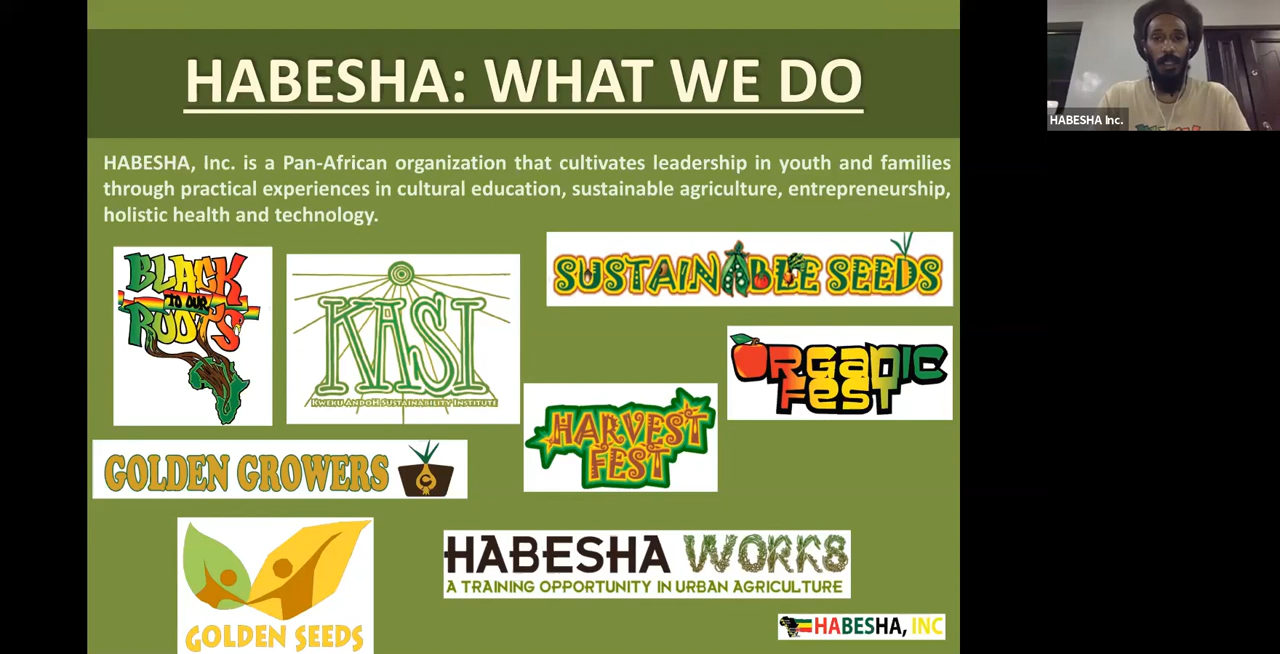 HABESHA: WHAT WE DO
HABESHA Inc.
HABESHA, Inc. is a Pan-African organization that cultivates leadership in youth and families
through practical experiences in cultural education, sustainable agriculture, entrepreneurship,
holistic health and technology.
BLACK
TO OUR
ROOTS
KASI
KWEKU ANDOH SUSTAINABILITY INSTITUTE
SUSTAINABLE SEEDS
ORGANIC
FEST
HARVEST
FEST
GOLDEN GROWERS
GOLDEN SEEDS
HABESHA WORKS
A TRAINING OPPORTUNITY IN URBAN AGRICULTURE
HABESHA, INC